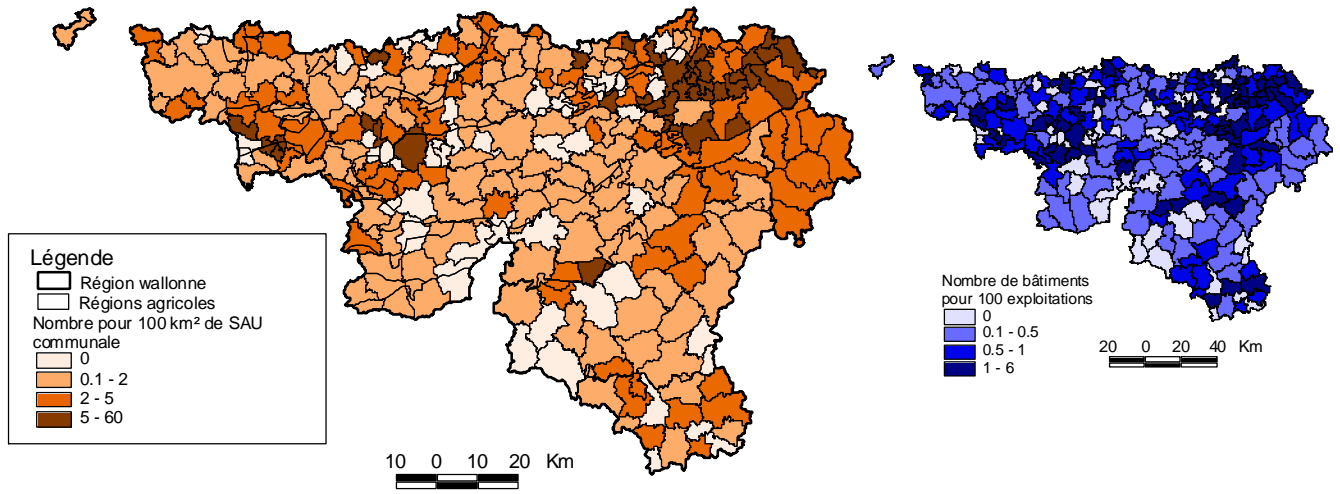 Légende
Région wallonne
Régions agricoles
Nombre pour 100 km² de SAU
communale
0
0.1 - 2
2 - 5
5 - 60
10 0 10 20 Km
Nombre de bâtiments
pour 100 exploitations
0
0.1 - 0.5
0.5 - 1
1 - 6
20 0 20 40 Km